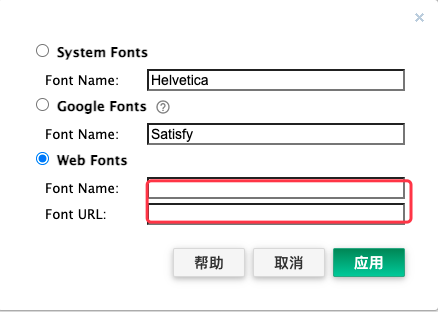 ×
System Fonts
Font Name: Helvetica
Google Fonts ?
Font Name: Satisfy
Web Fonts
Font Name:
Font URL:
帮助 取消 应用